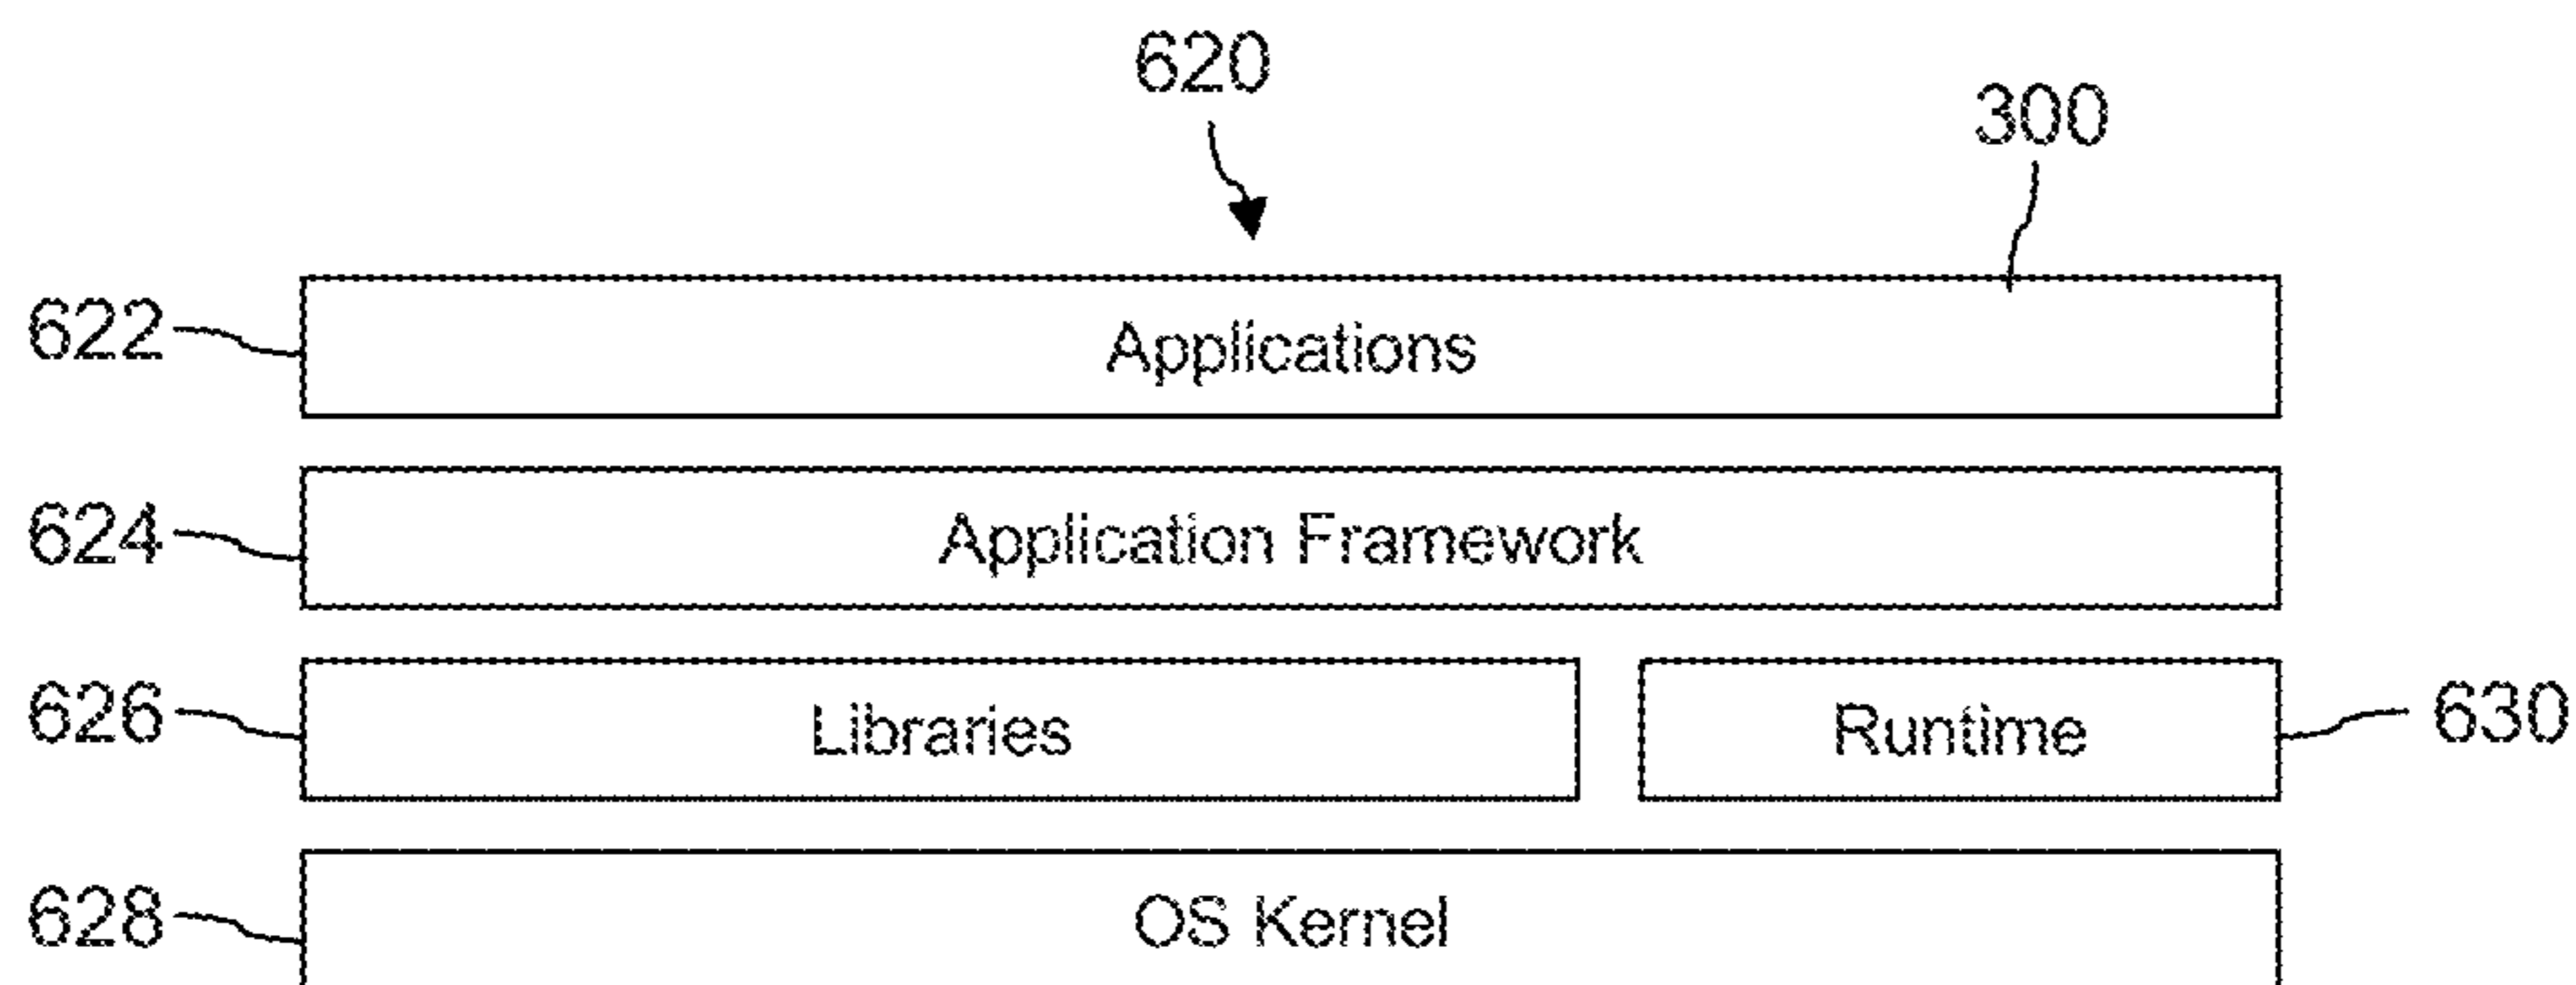 620
300
622
Applications
624
Application Framework
626
Libraries
Runtime
630
628
OS Kernel